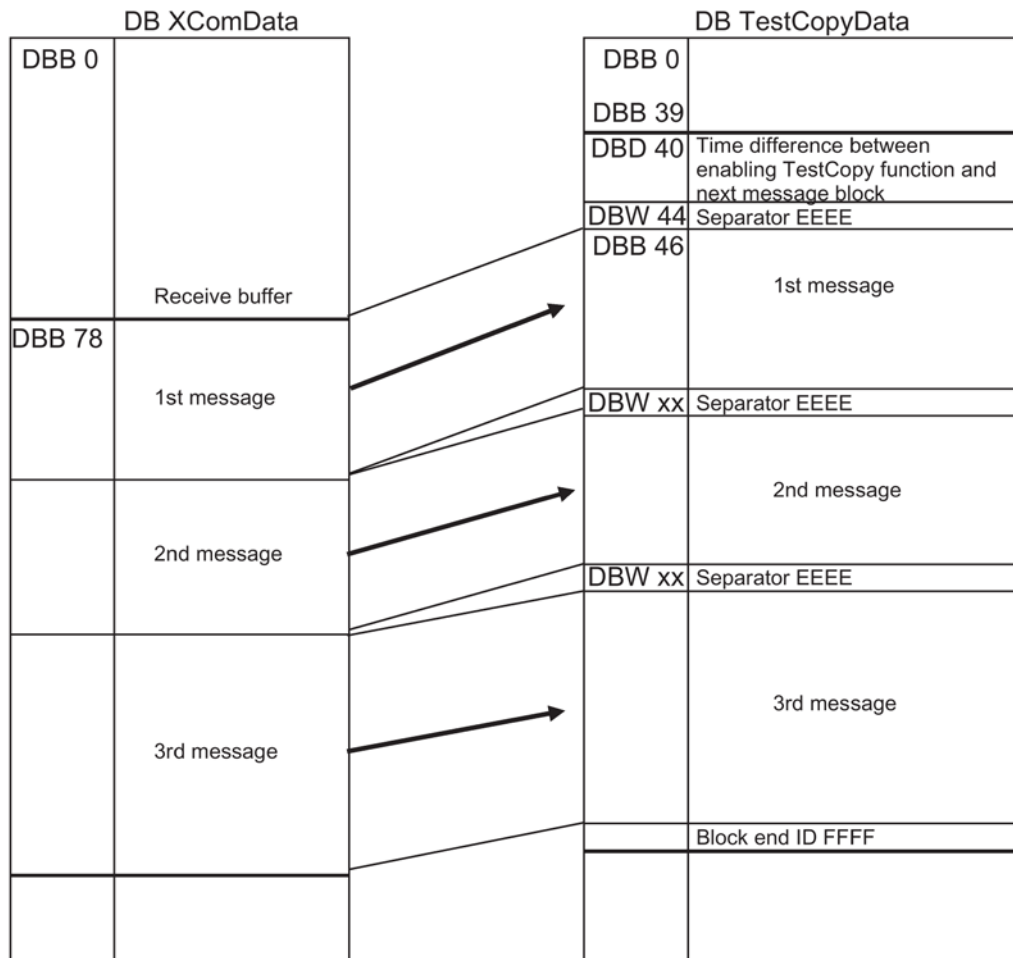 DB XComData
DBB 0
Receive buffer
DBB 78
1st message
2nd message
3rd message
DB TestCopyData
DBB 0
DBB 39
DBD 40
Time difference between
enabling TestCopy function and
next message block
DBW 44
Separator EEEE
DBB 46
1st message
DBW xx
Separator EEEE
2nd message
DBW xx
Separator EEEE
3rd message
Block end ID FFFF